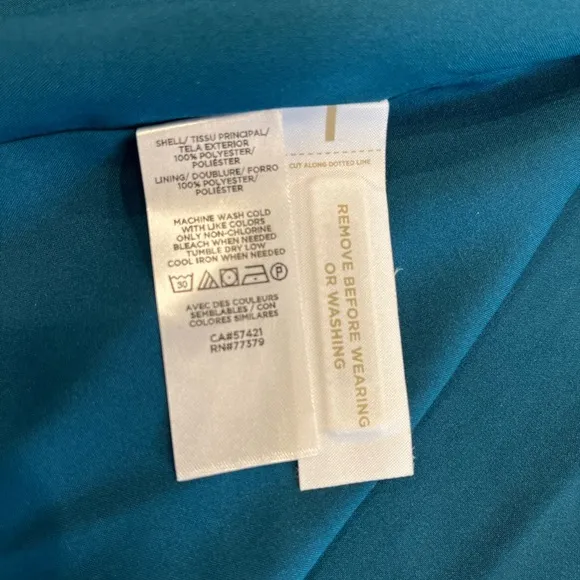 SHELL/ TISSU PRINCIPAL/
TELA EXTERIOR
100% POLYESTER/
POLIÉSTER
LINING/ DOUBLURE/ FORRO
100% POLYESTER/
POLIÉSTER
MACHINE WASH COLD
WITH LIKE COLORS
ONLY NON-CHLORINE
BLEACH WHEN NEEDED
TUMBLE DRY LOW
COOL IRON WHEN NEEDED
30 P
AVEC DES COULEURS
SEMBLABLES / CON
COLORES SIMILARES
CA#57421
RN#77379
CUT ALONG DOTTED LINE
REMOVE BEFORE WEARING
OR WASHING